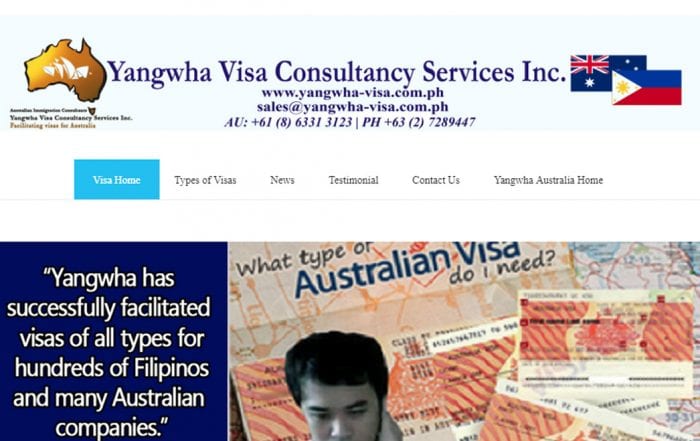 Yangwha Visa Consultancy Services Inc.
www.yangwha-visa.com.ph
sales@yangwha-visa.com.ph
AU: +61 (8) 6331 3123 | PH +63 (2) 7289447
Australian Immigration Consultancy
Yangwha Visa Consultancy Services Inc.
Facilitating visas for Australia
Visa Home Types of Visas News Testimonial Contact Us Yangwha Australia Home
“Yangwha has
successfully facilitated
visas of all types for
hundreds of Filipinos
and many Australian
companies.”
What type of
Australian Visa
do i need?